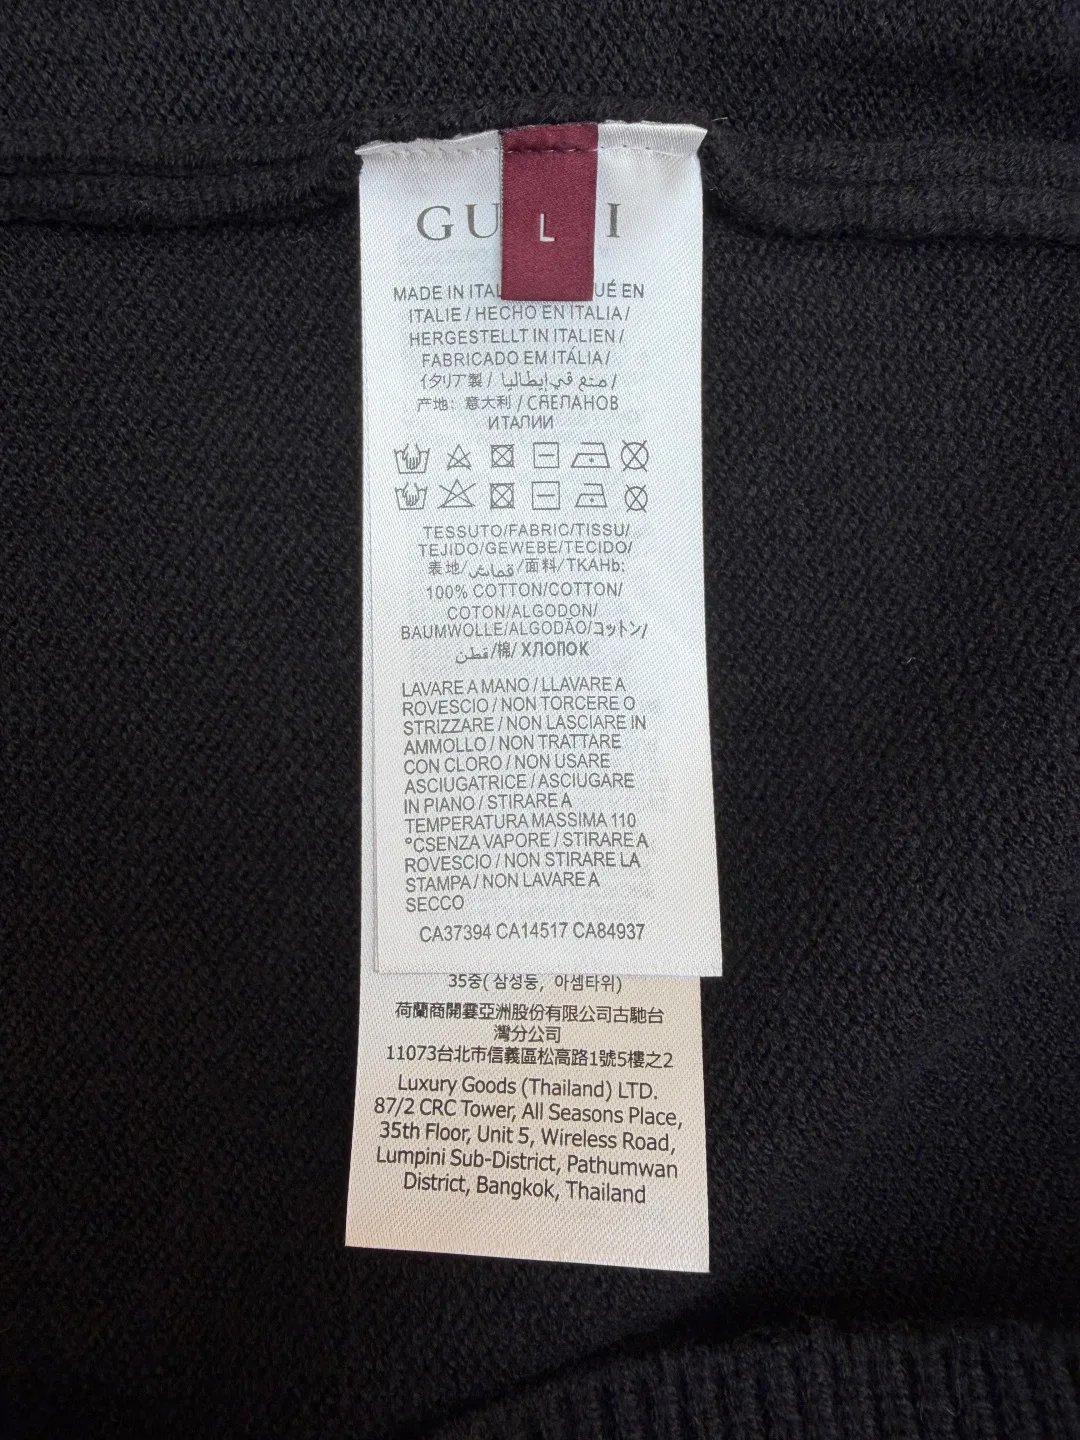 GU I
L
MADE IN ITAL UÉ EN
ITALIE / HECHO EN ITALIA /
HERGESTELLT IN ITALIEN /
FABRICADO EM ITÁLIA /
イタリア製 / صنع في إيطاليا /
产地: 意大利 / СЯЕПАНОВ
ИТАПИИ
TESSUTO/FABRIC/TISSU/
TEJIDO/GEWEBE/TECIDO/
表地/قماش/面料/TKAHb:
100% COTTON/COTTON/
COTON/ALGODON/
BAUMWOLLE/ALGODÃO/コットン/
قطن/棉/ ХЛОПОК
LAVARE A MANO / LLAVARE A
ROVESCIO / NON TORCERE O
STRIZZARE / NON LASCIARE IN
AMMOLLO / NON TRATTARE
CON CLORO / NON USARE
ASCIUGATRICE / ASCIUGARE
IN PIANO / STIRARE A
TEMPERATURA MASSIMA 110
°CSENZA VAPORE / STIRARE A
ROVESCIO / NON STIRARE LA
STAMPA / NON LAVARE A
SECCO
CA37394 CA14517 CA84937
35중( 삼성동, 아셈타위)
荷蘭商開雲亞洲股份有限公司古馳台
灣分公司
11073台北市信義區松高路1號5樓之2
Luxury Goods (Thailand) LTD.
87/2 CRC Tower, All Seasons Place,
35th Floor, Unit 5, Wireless Road,
Lumpini Sub-District, Pathumwan
District, Bangkok, Thailand